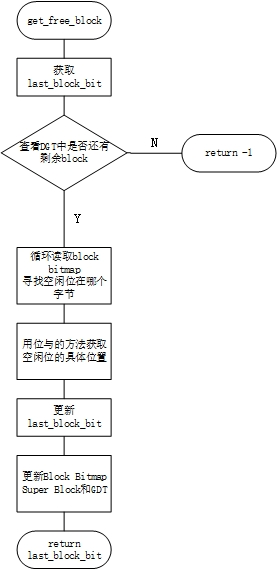 get_free_block
获取
last_block_bit
查看DGT中是否还有
剩余block
N
return -1
Y
循环读取block
bitmap
寻找空闲位在哪个
字节
用位与的方法获取
空闲位的具体位置
更新
last_block_bit
更新Block Bitmap
Super Block和GDT
return
last_block_bit